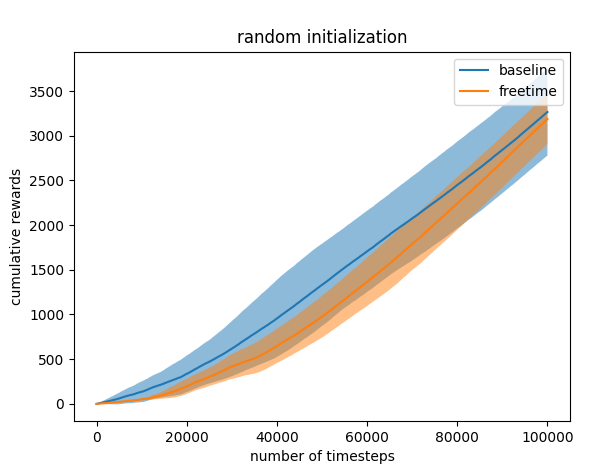 random initialization
baseline
freetime
3500
3000
2500
2000
1500
1000
500
0
cumulative rewards
0 20000 40000 60000 80000 100000
number of timesteps